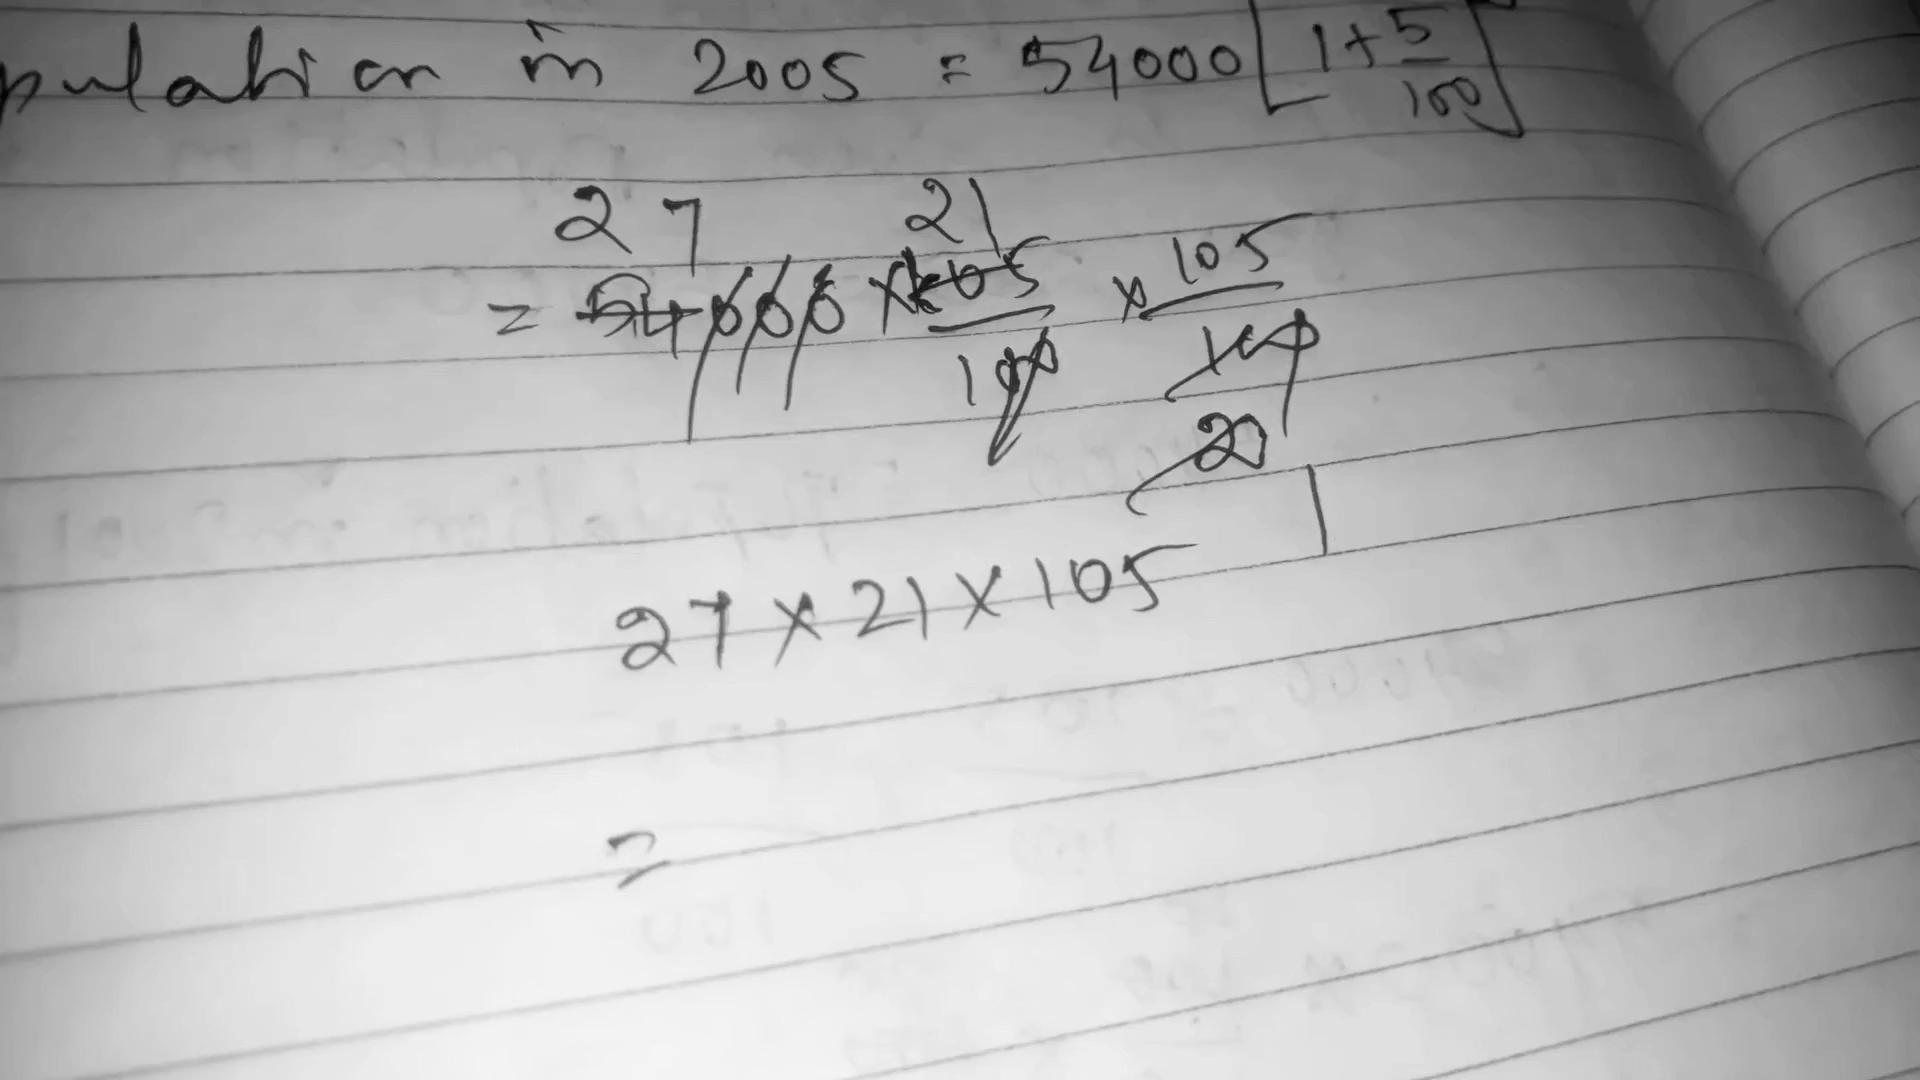 pulation in 2005 = 54000 [1 + 5/100]
27 21
= 54000 × 105/100 × 105/100
20
27 × 21 × 105
=